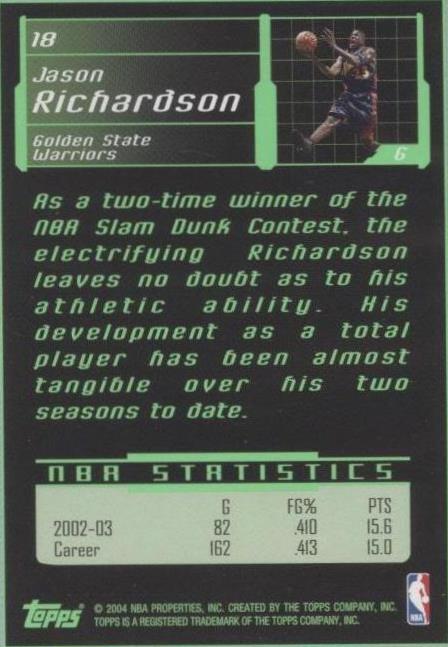 18
Jason
Richardson
Golden State
Warriors
G
As a two-time winner of the
NBA Slam Dunk Contest, the
electrifying Richardson
leaves no doubt as to his
athletic ability. His
development as a total
player has been almost
tangible over his two
seasons to date.
NBA STATISTICS
G FG% PTS
2002-03 82 .410 15.6
Career 162 .413 15.0
Topps
© 2004 NBA PROPERTIES, INC. CREATED BY THE TOPPS COMPANY, INC.
TOPPS IS A REGISTERED TRADEMARK OF THE TOPPS COMPANY, INC.
NBA